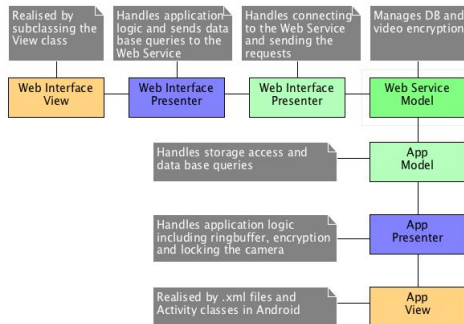 Realised by
subclassing the
View class
Handles application
logic and sends data
base queries to the
Web Service
Handles connecting
to the Web Service
and sending the
requests
Manages DB and
video encryption
Web Interface
View
Web Interface
Presenter
Web Interface
Presenter
Web Service
Model
Handles storage access and
data base queries
App
Model
Handles application logic
including ringbuffer, encryption
and locking the camera
App
Presenter
Realised by .xml files and
Activity classes in Android
App
View